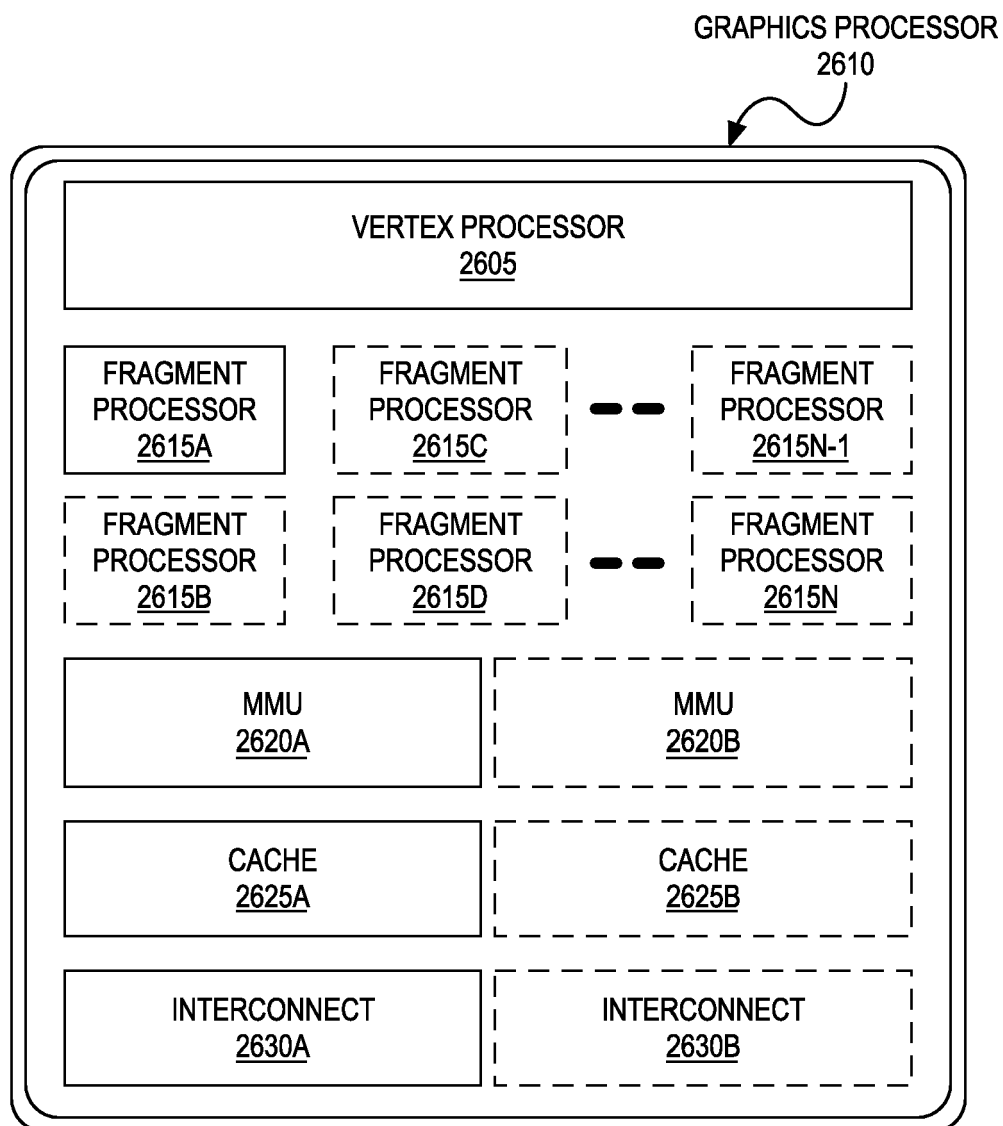 GRAPHICS PROCESSOR
2610
VERTEX PROCESSOR
2605
FRAGMENT
PROCESSOR
2615A
FRAGMENT
PROCESSOR
2615C
FRAGMENT
PROCESSOR
2615N-1
FRAGMENT
PROCESSOR
2615B
FRAGMENT
PROCESSOR
2615D
FRAGMENT
PROCESSOR
2615N
MMU
2620A
MMU
2620B
CACHE
2625A
CACHE
2625B
INTERCONNECT
2630A
INTERCONNECT
2630B